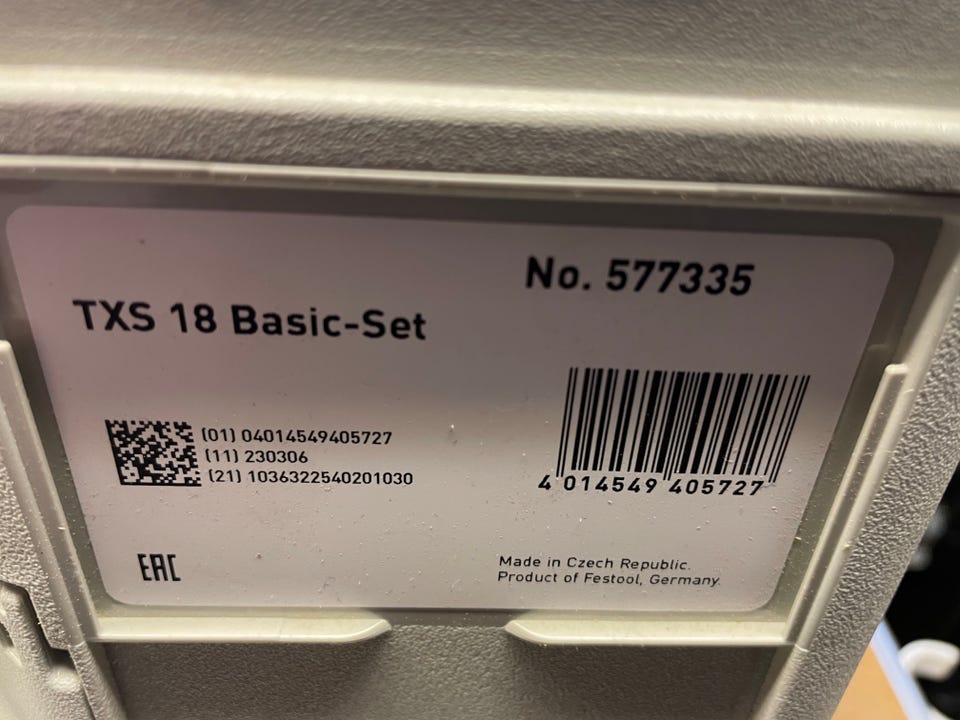 No. 577335
TXS 18 Basic-Set
(01) 04014549405727
(11) 230306
(21) 1036322540201030
4 014549 405727
EAC
Made in Czech Republic.
Product of Festool, Germany.